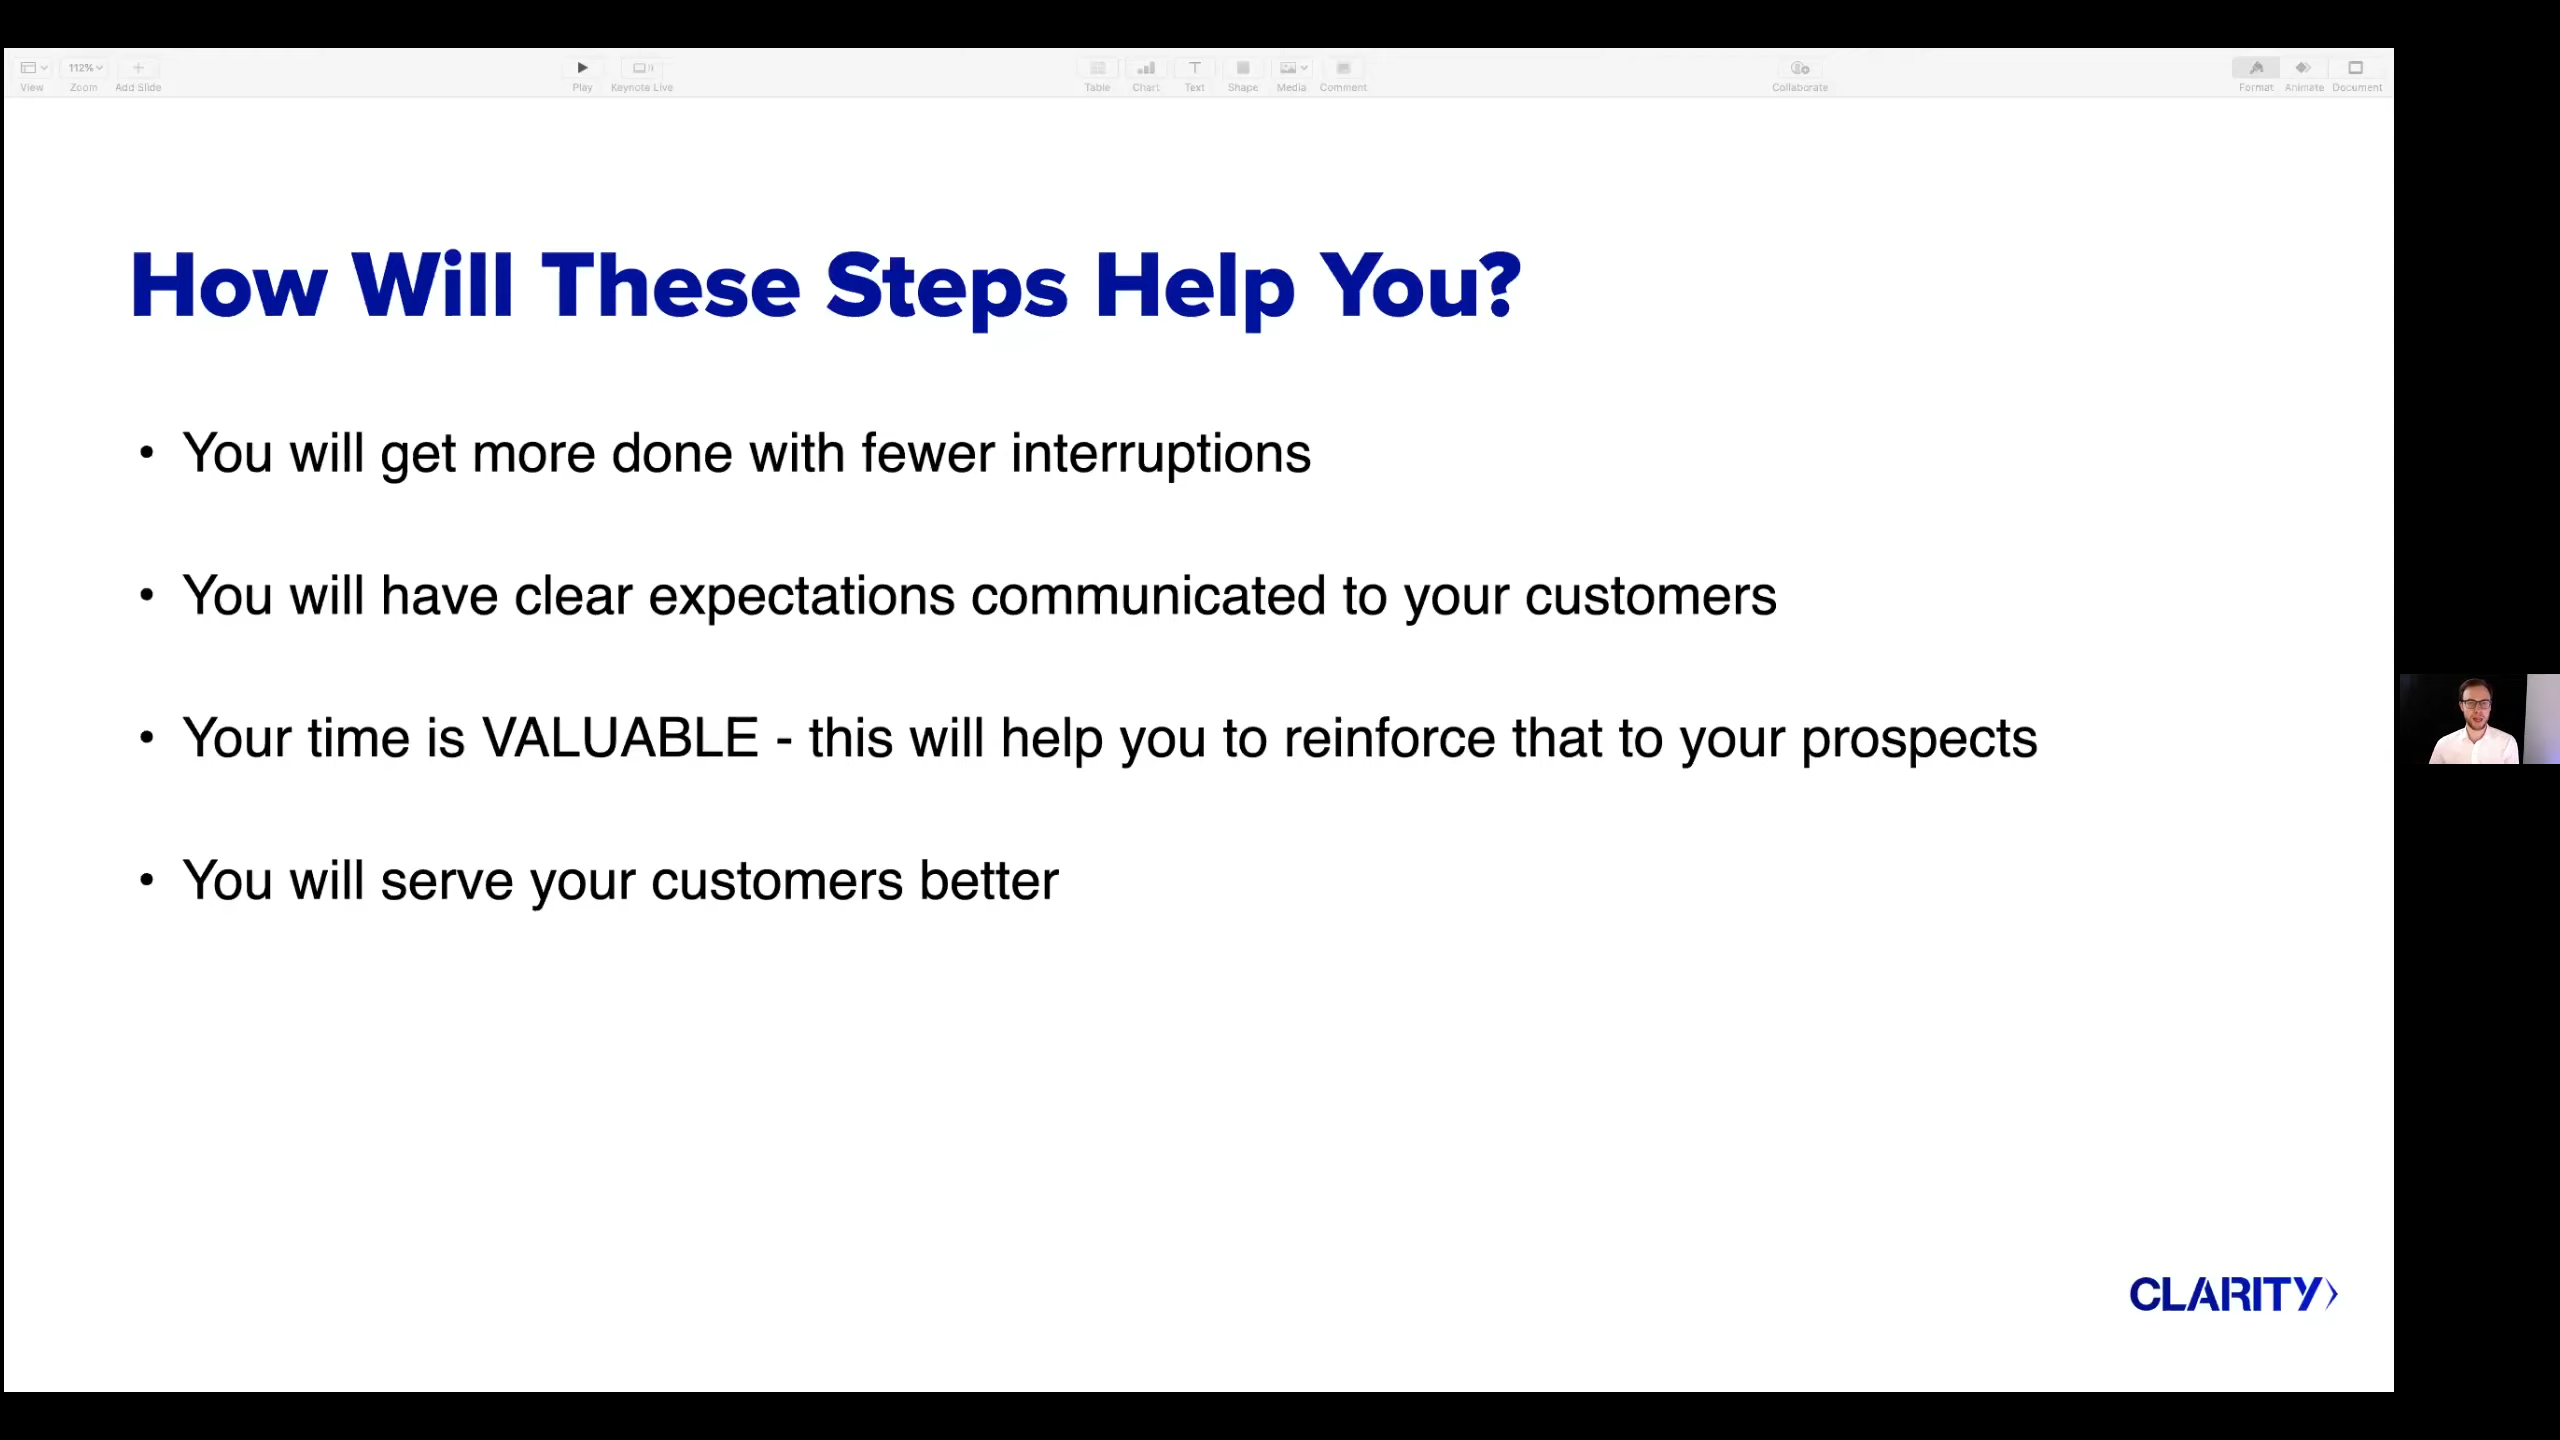 112%
View
Zoom
Add Slide
Play
Keynote Live
Table
Chart
Text
Shape
Media
Comment
Collaborate
Format
Animate
Document
How Will These Steps Help You?
• You will get more done with fewer interruptions
• You will have clear expectations communicated to your customers
• Your time is VALUABLE - this will help you to reinforce that to your prospects
• You will serve your customers better
CLARITY